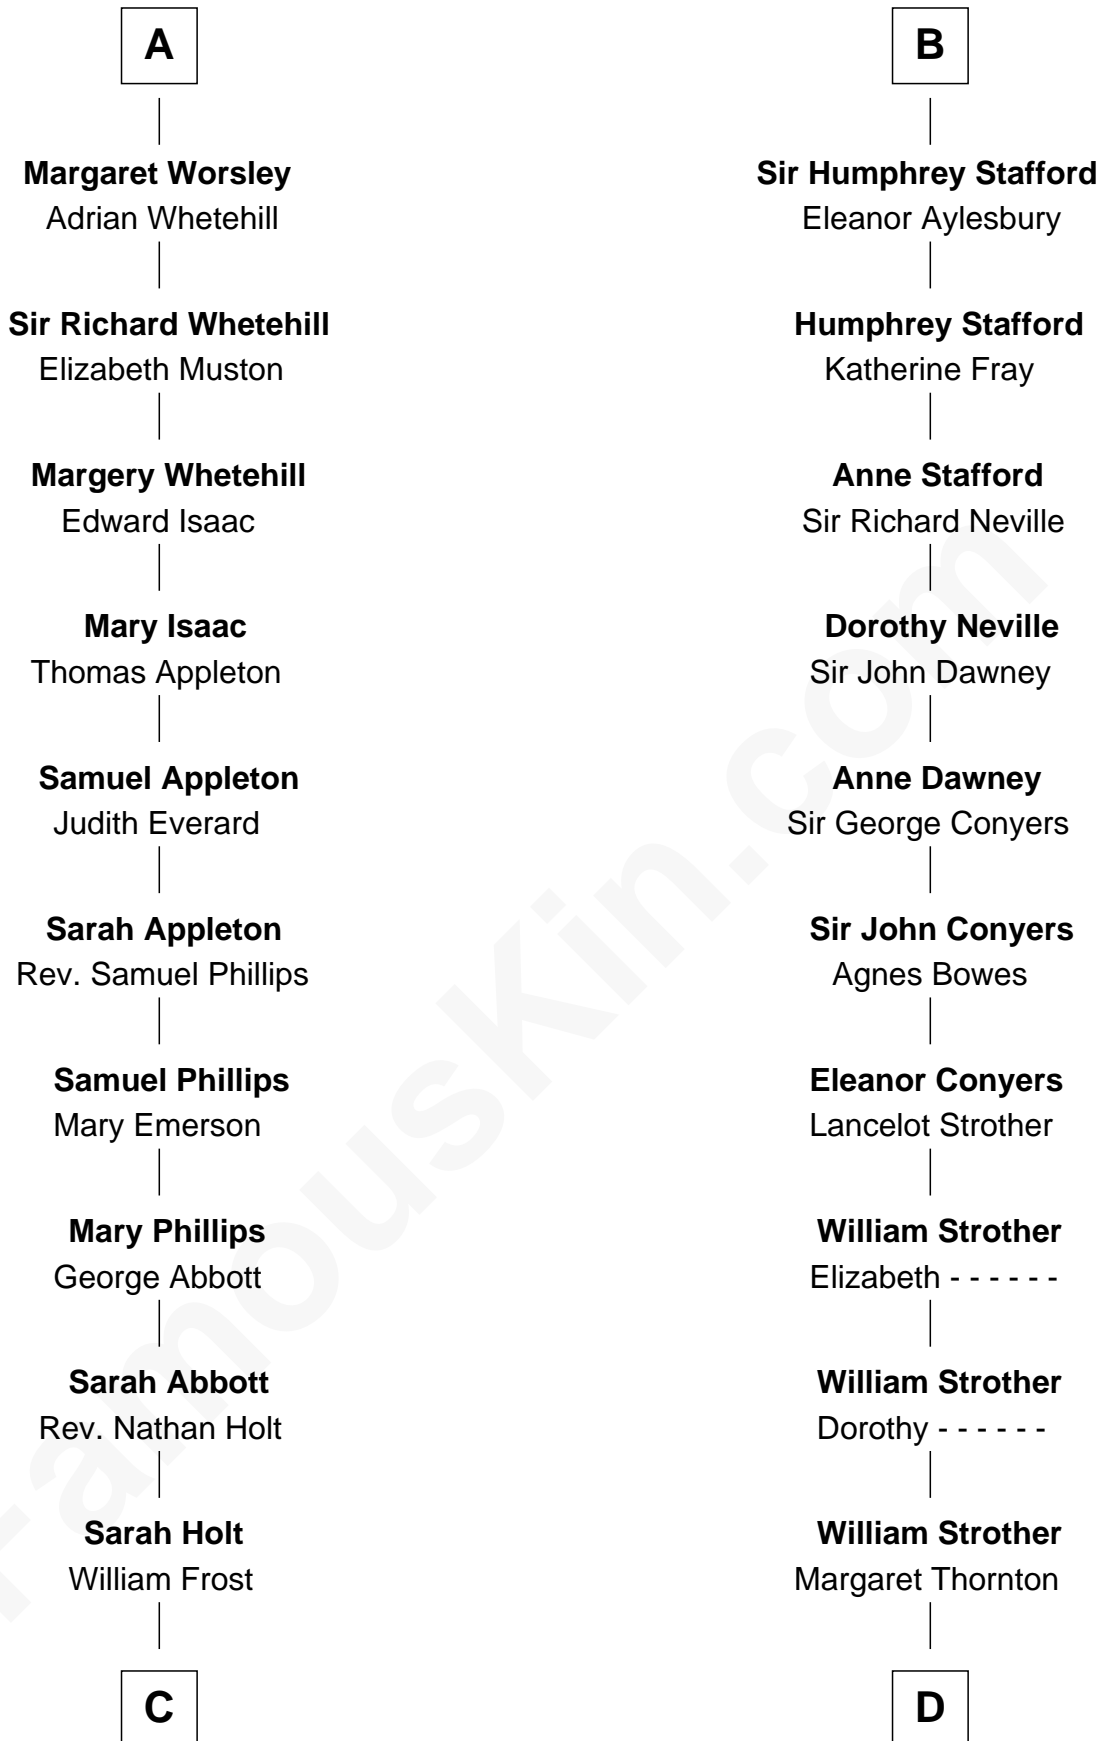 A
Margaret Worsley
Adrian Whetehill
Sir Richard Whetehill
Elizabeth Muston
Margery Whetehill
Edward Isaac
Mary Isaac
Thomas Appleton
Samuel Appleton
Judith Everard
Sarah Appleton
Rev. Samuel Phillips
Samuel Phillips
Mary Emerson
Mary Phillips
George Abbott
Sarah Abbott
Rev. Nathan Holt
Sarah Holt
William Frost
C
B
Sir Humphrey Stafford
Eleanor Aylesbury
Humphrey Stafford
Katherine Fray
Anne Stafford
Sir Richard Neville
Dorothy Neville
Sir John Dawney
Anne Dawney
Sir George Conyers
Sir John Conyers
Agnes Bowes
Eleanor Conyers
Lancelot Strother
William Strother
Elizabeth - - - - - -
William Strother
Dorothy - - - - - -
William Strother
Margaret Thornton
D
FamousKin.com